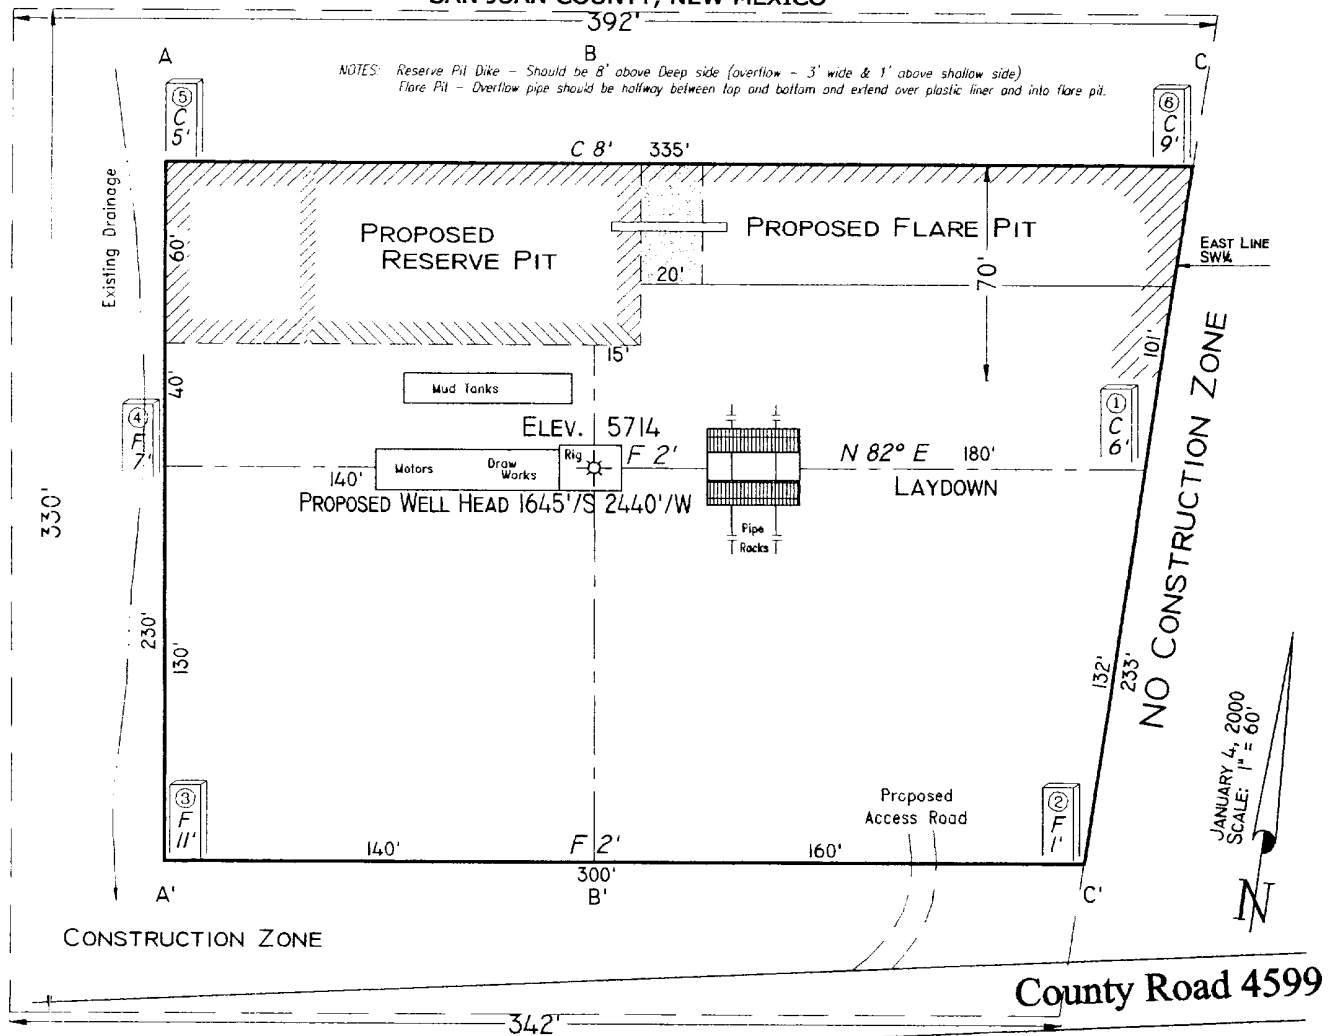 SAN JUAN COUNTY, NEW MEXICO
392'
A
B
C
NOTES: Reserve Pit Dike - Should be 8' above Deep side (overflow - 3' wide & 1' above shallow side)
Flare Pit - Overflow pipe should be halfway between top and bottom and extend over plastic liner and into flare pit.
5
C
5'
6
C
9'
C 8'
335'
Existing Drainage
60'
PROPOSED
RESERVE PIT
PROPOSED FLARE PIT
20'
70'
EAST LINE
SW¼
15'
101'
40'
Mud Tanks
4
F
7'
1
C
6'
ELEV. 5714
Rig
F 2'
N 82° E
180'
LAYDOWN
140'
Motors
Draw
Works
PROPOSED WELL HEAD 1645'/S 2440'/W
Pipe
Racks
330'
230'
130'
132'
233'
NO CONSTRUCTION ZONE
JANUARY 4, 2000
SCALE: 1" = 60'
N
3
F
11'
2
F
1'
Proposed
Access Road
140'
F 2'
160'
300'
A'
B'
C'
CONSTRUCTION ZONE
County Road 4599
342'